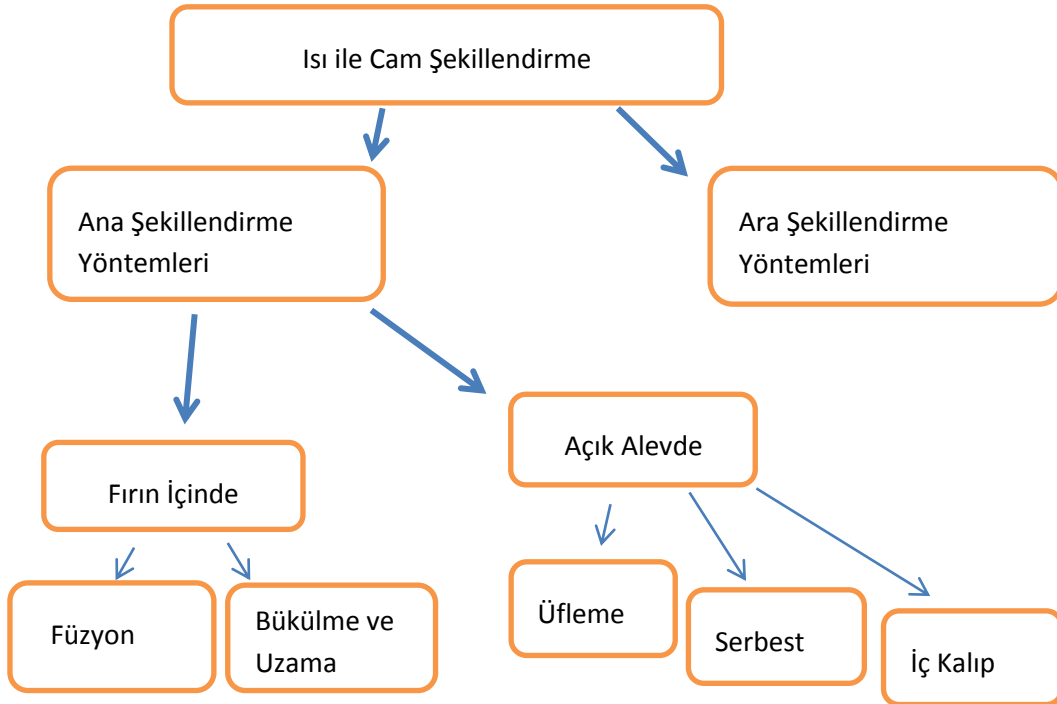 Isı ile Cam Şekillendirme
Ana Şekillendirme
Yöntemleri
Ara Şekillendirme
Yöntemleri
Fırın İçinde
Açık Alevde
Füzyon
Bükülme ve
Uzama
Üfleme
Serbest
İç Kalıp